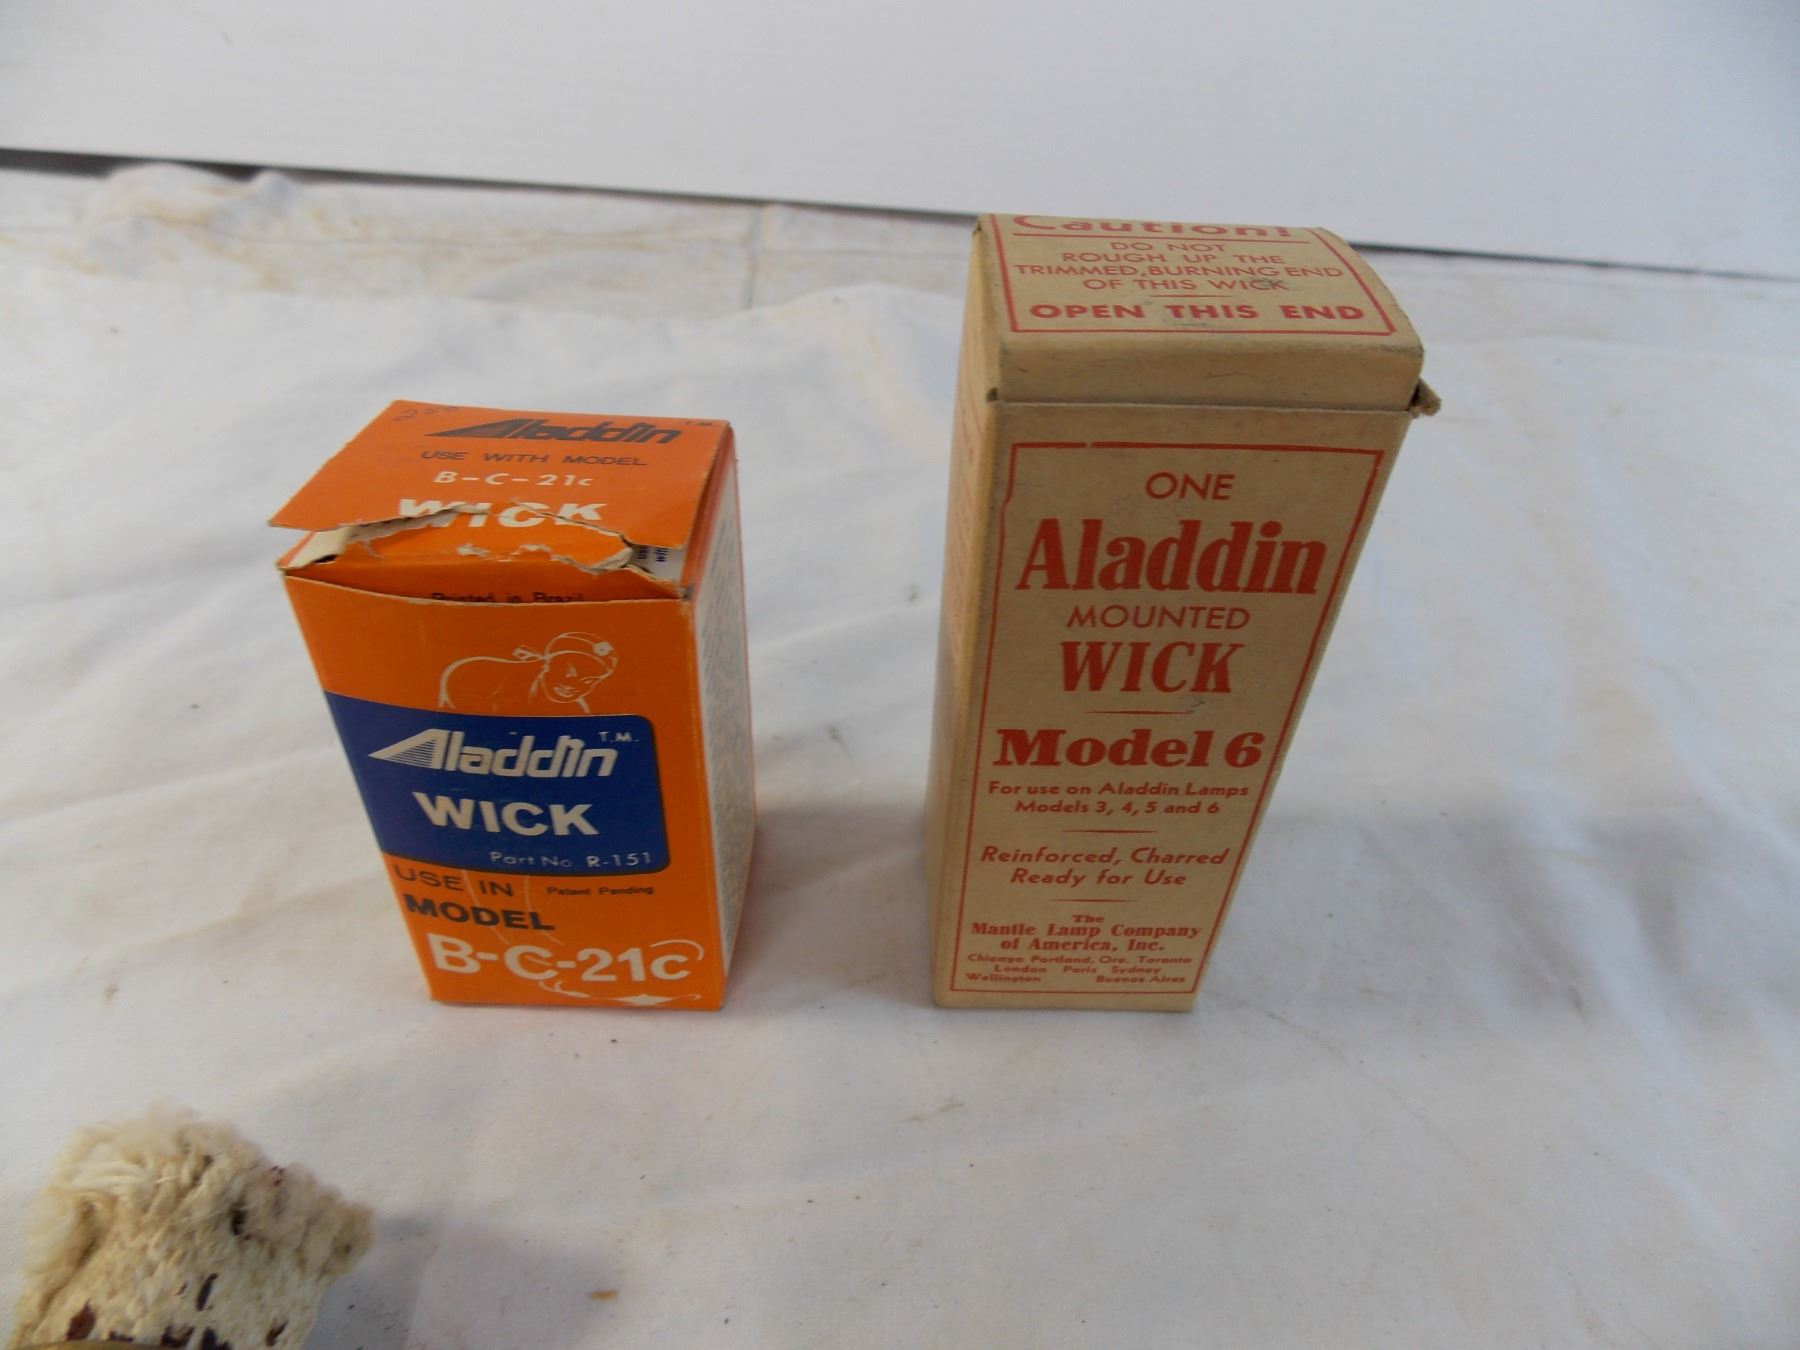 Aladdin T.M.
USE WITH MODEL
B-C-21c
WICK
Printed in Brazil
Aladdin T.M.
WICK
Part No R-151
USE IN Patent Pending
MODEL
B-C-21c
Caution!
DO NOT
ROUGH UP THE
TRIMMED, BURNING END
OF THIS WICK
OPEN THIS END
ONE
Aladdin
MOUNTED
WICK
Model 6
For use on Aladdin Lamps
Models 3, 4, 5 and 6
Reinforced, Charred
Ready for Use
The
Mantle Lamp Company
of America, Inc.
Chicago Portland, Ore. Toronto
London Paris Sydney
Wellington Buenos Aires